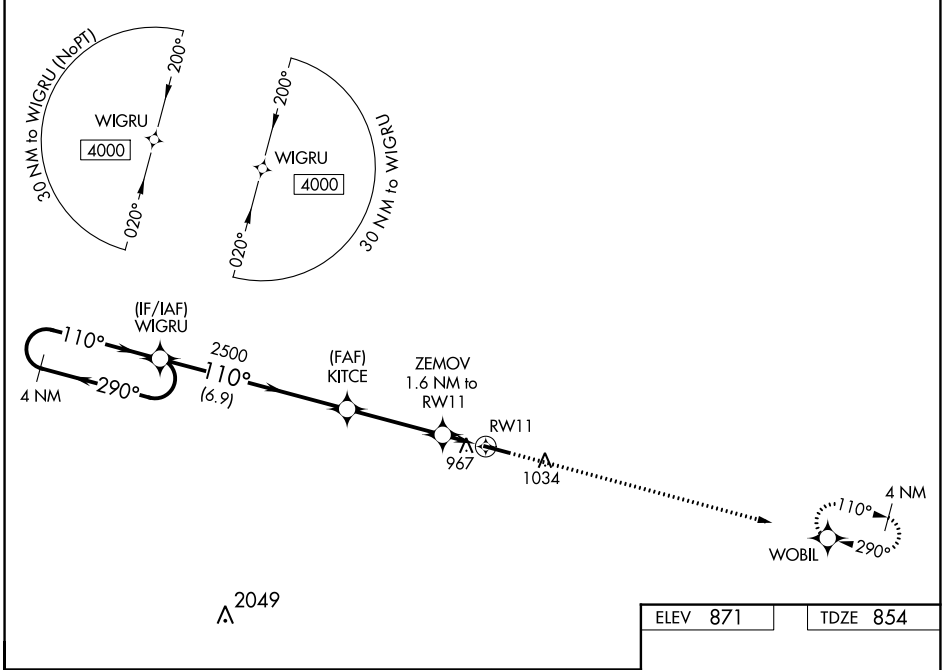 30 NM to WIGRU (NoPT)
200°
WIGRU
4000
020°
200°
WIGRU
4000
020°
30 NM to WIGRU
(IF/IAF)
WIGRU
110°
290°
4 NM
2500
110°
(6.9)
(FAF)
KITCE
ZEMOV
1.6 NM to
RW11
RW11
967
1034
4 NM
110°
290°
WOBIL
2049
ELEV 871
TDZE 854